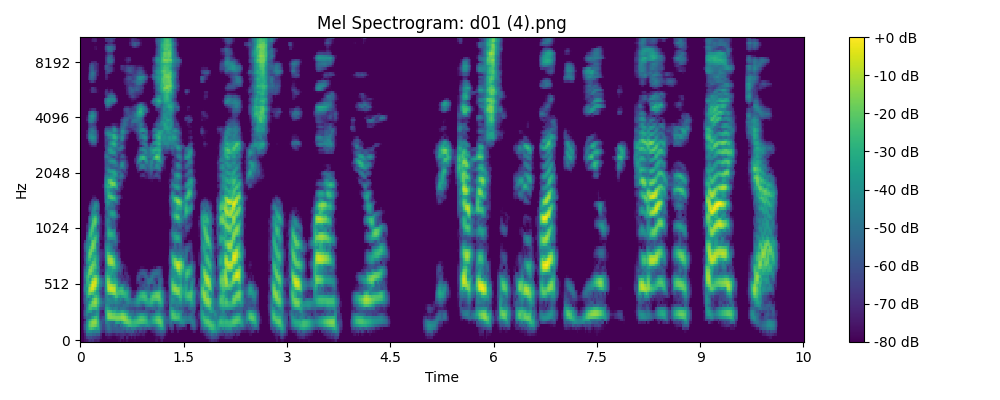 Mel Spectrogram: d01 (4).png
Hz
8192
4096
2048
1024
512
0
0 1.5 3 4.5 6 7.5 9 10
Time
+0 dB
-10 dB
-20 dB
-30 dB
-40 dB
-50 dB
-60 dB
-70 dB
-80 dB